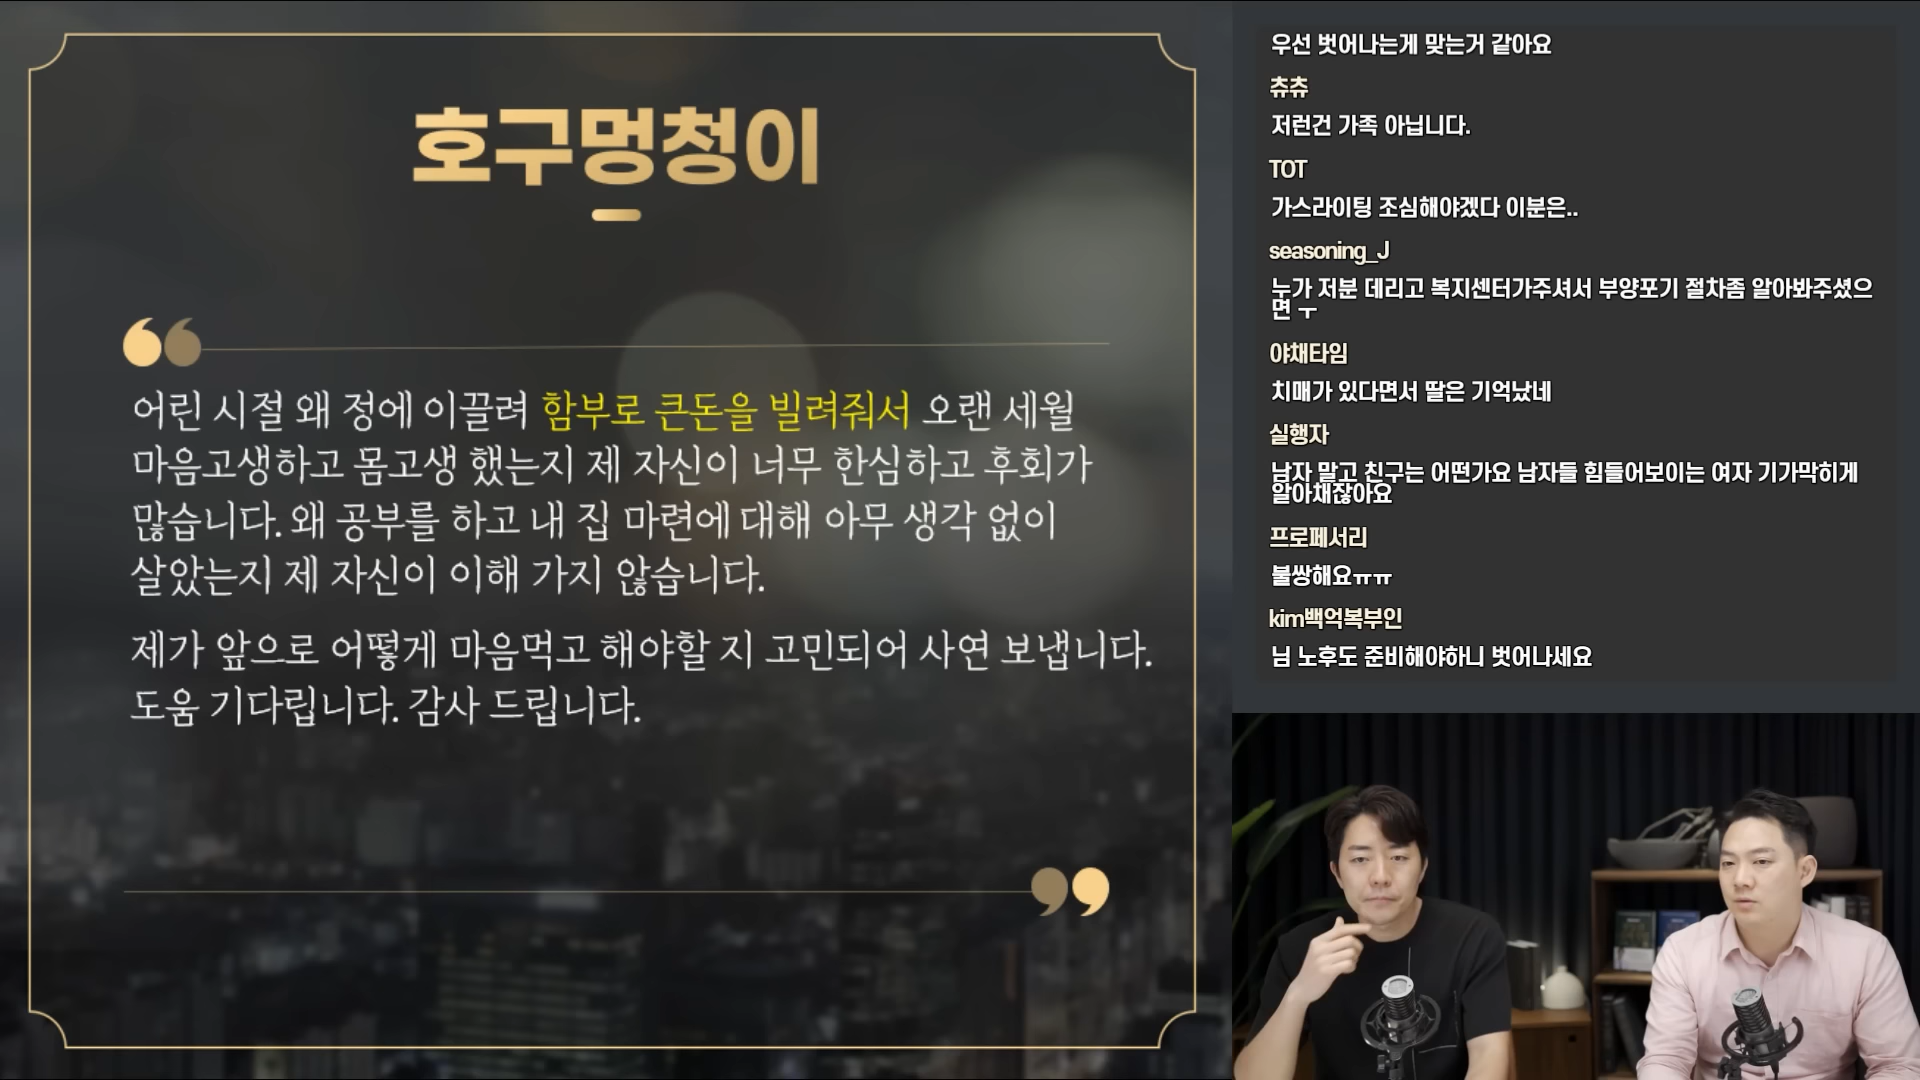 호구멍청이
어린 시절 왜 정에 이끌려 함부로 큰돈을 빌려줘서 오랜 세월
마음고생하고 몸고생 했는지 제 자신이 너무 한심하고 후회가
많습니다. 왜 공부를 하고 내 집 마련에 대해 아무 생각 없이
살았는지 제 자신이 이해 가지 않습니다.
제가 앞으로 어떻게 마음먹고 해야할 지 고민되어 사연 보냅니다.
도움 기다립니다. 감사 드립니다.
우선 벗어나는게 맞는거 같아요
츄츄
저런건 가족 아닙니다.
TOT
가스라이팅 조심해야겠다 이분은..
seasoning_J
누가 저분 데리고 복지센터가주셔서 부양포기 절차좀 알아봐주셨으
면 ㅜ
야채타임
치매가 있다면서 딸은 기억났네
실행자
남자 말고 친구는 어떤가요 남자들 힘들어보이는 여자 기가막히게
알아채잖아요
프로페서리
불쌍해요ㅠㅠ
kim백억복부인
님 노후도 준비해야하니 벗어나세요